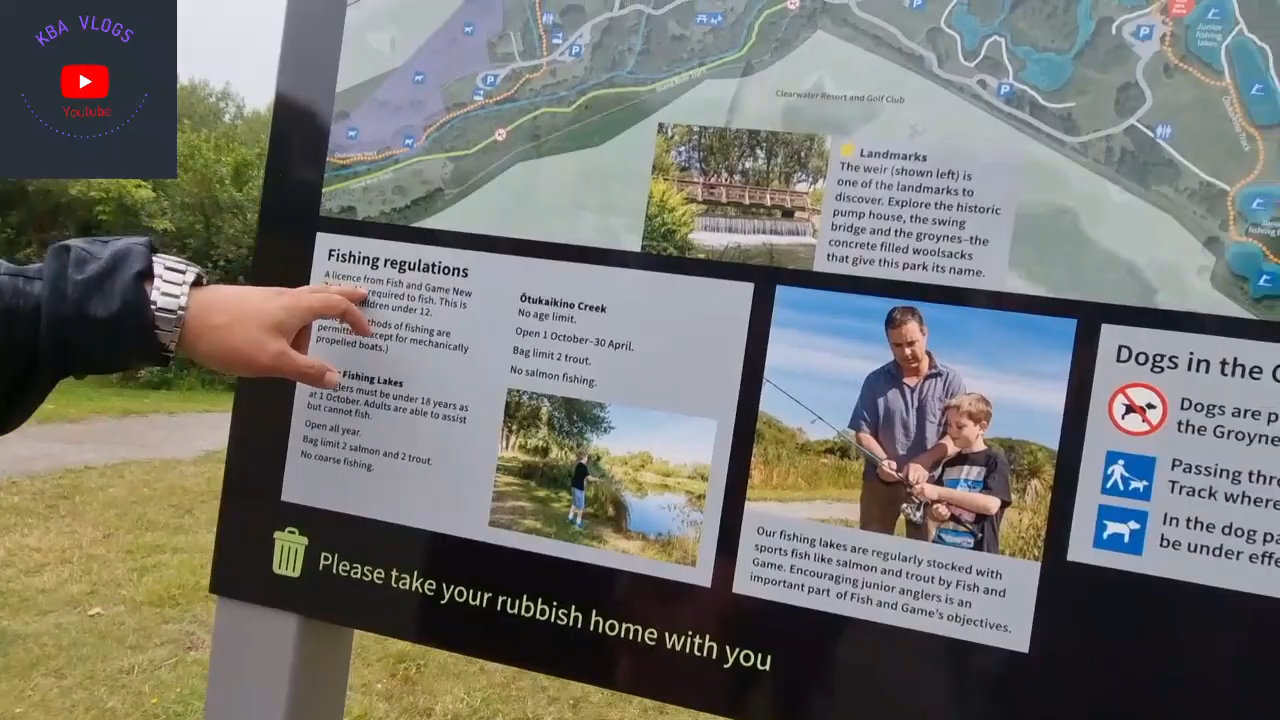 KBA VLOGS
Youtube
P
P
P
P
P
Junior
fishing
lakes
Clearwater Resort and Golf Club
Landmarks
The weir (shown left) is
one of the landmarks to
discover. Explore the historic
pump house, the swing
bridge and the groynes–the
concrete filled woolsacks
that give this park its name.
Fishing regulations
A licence from Fish and Game New
required to fish. This is
children under 12.
methods of fishing are
permitted except for mechanically
propelled boats.)
Fishing Lakes
must be under 18 years as
at 1 October. Adults are able to assist
but cannot fish.
Open all year.
Bag limit 2 salmon and 2 trout.
No coarse fishing.
Ōtukaikino Creek
No age limit.
Open 1 October–30 April.
Bag limit 2 trout.
No salmon fishing.
Our fishing lakes are regularly stocked with
sports fish like salmon and trout by Fish and
Game. Encouraging junior anglers is an
important part of Fish and Game's objectives.
Dogs in the
Dogs are
the Groyne
Passing
Track where
In the dog
be under
Please take your rubbish home with you